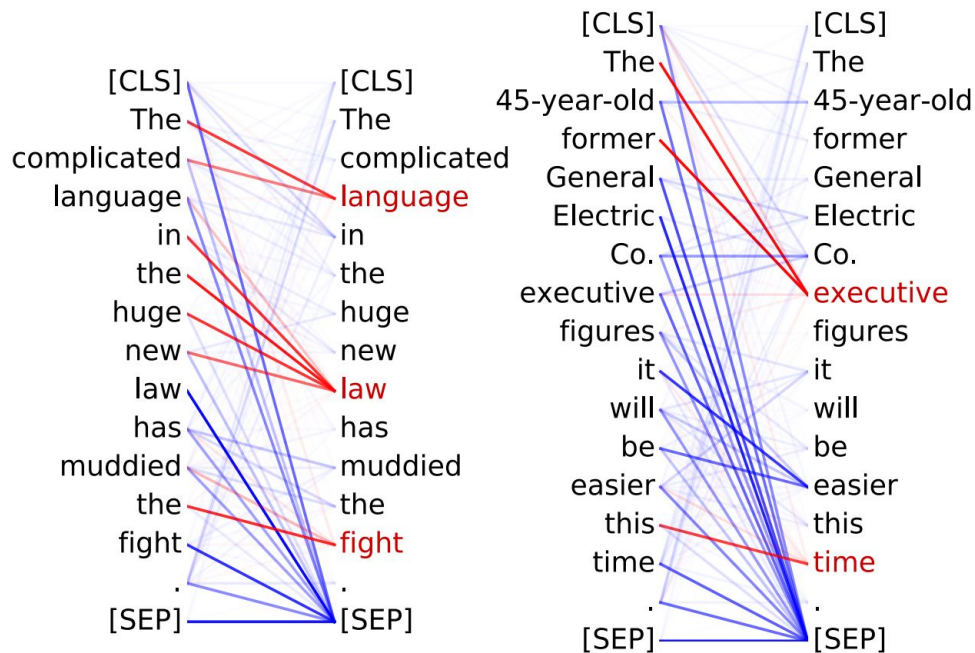 [CLS] [CLS]
The The
complicated complicated
language language
in in
the the
huge huge
new new
law law
has has
muddied muddied
the the
fight fight
. .
[SEP] [SEP]
[CLS] [CLS]
The The
45-year-old 45-year-old
former former
General General
Electric Electric
Co. Co.
executive executive
figures figures
it it
will will
be be
easier easier
this this
time time
. .
[SEP] [SEP]